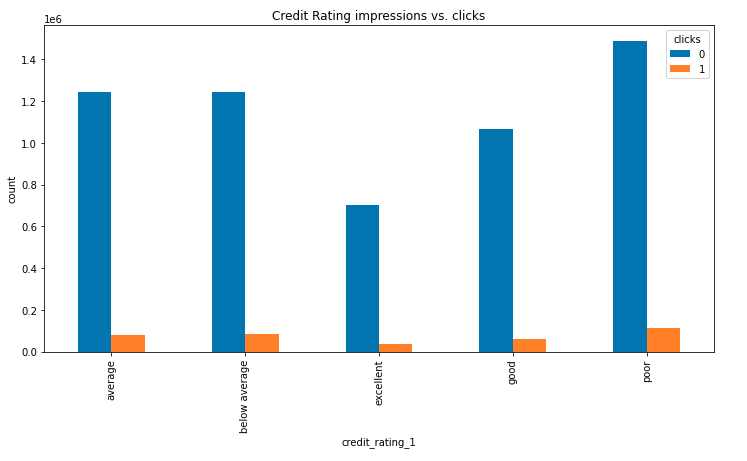 Credit Rating impressions vs. clicks
1e6
clicks
0
1
1.4
1.2
1.0
0.8
0.6
0.4
0.2
0.0
count
average
below average
excellent
good
poor
credit_rating_1